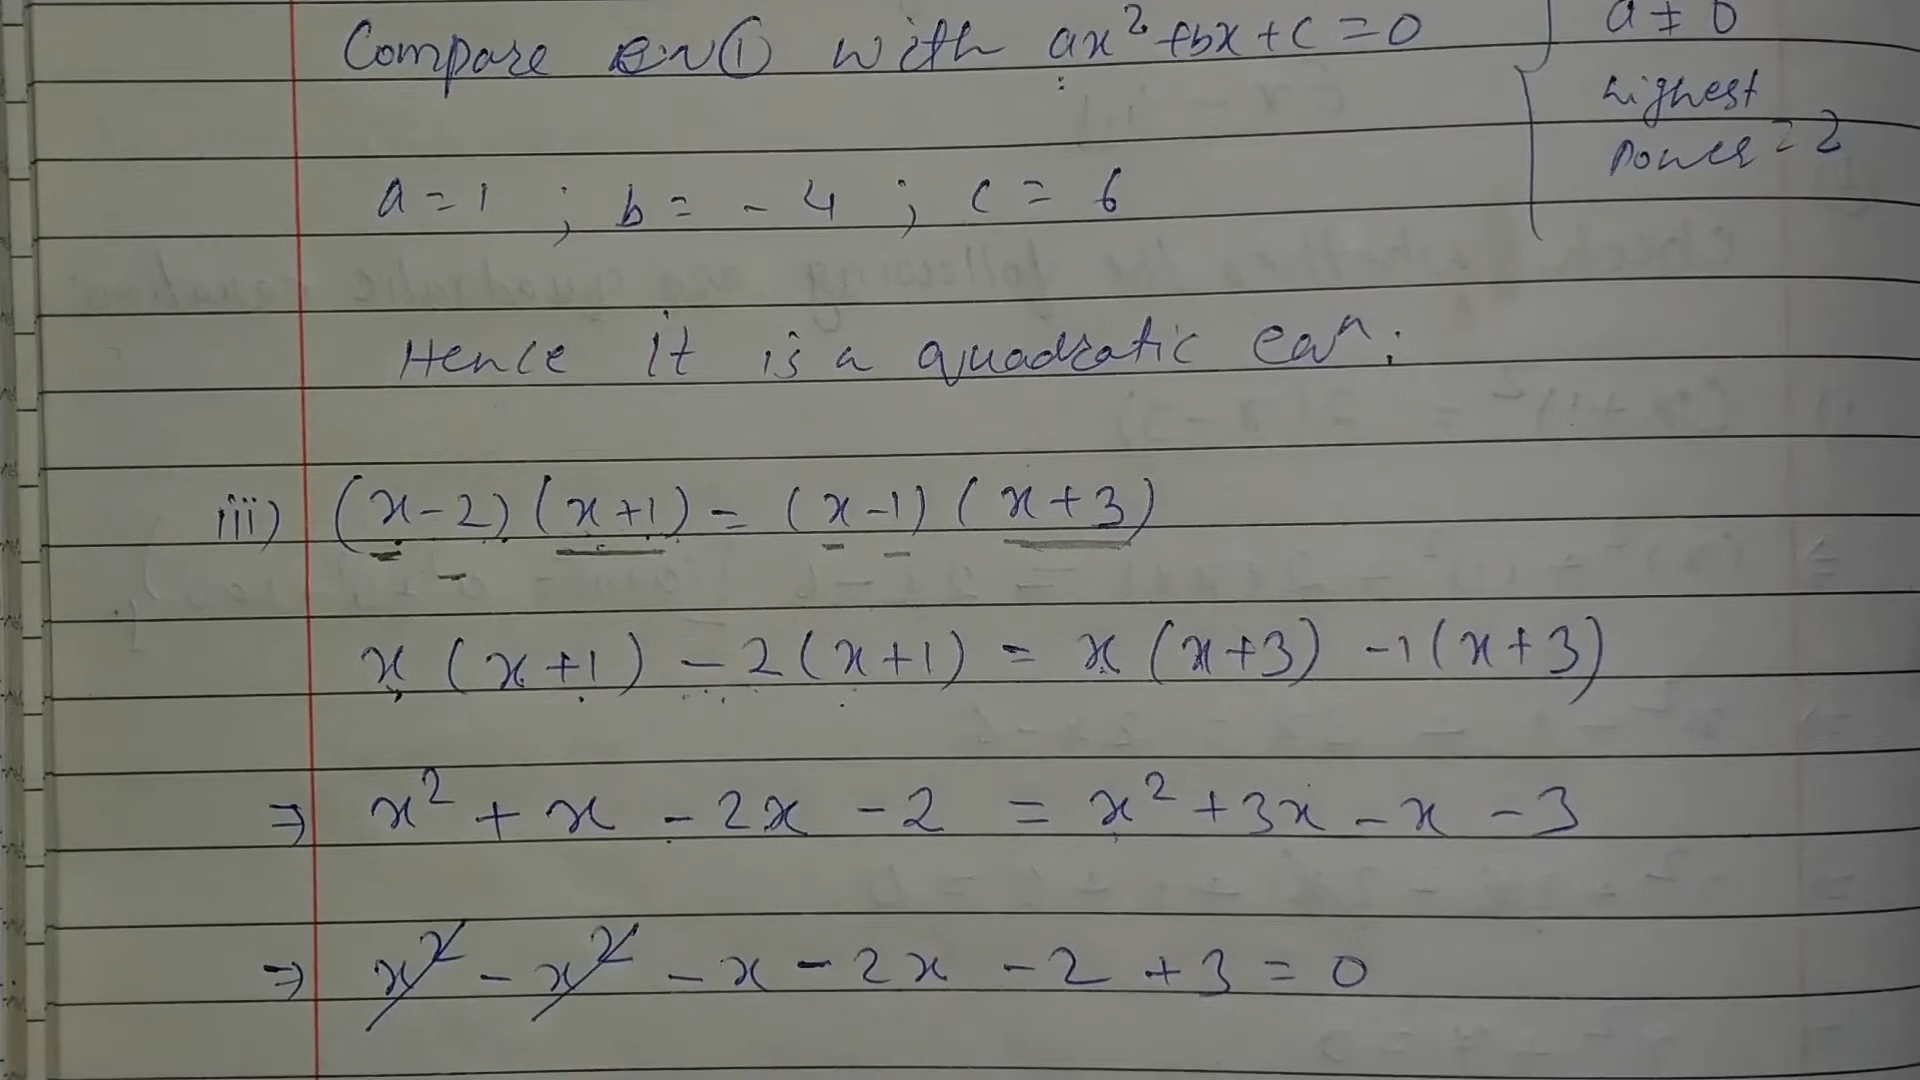 Compare en① with ax² + bx + c = 0
a ≠ 0
highest
power = 2
a = 1 ; b = - 4 ; c = 6
Hence it is a quadratic eqⁿ.
iii) (x-2)(x+1) = (x-1)(x+3)
x(x+1) - 2(x+1) = x(x+3) -1(x+3)
⇒ x² + x - 2x - 2 = x² + 3x - x - 3
⇒ x² - x² - x - 2x - 2 + 3 = 0